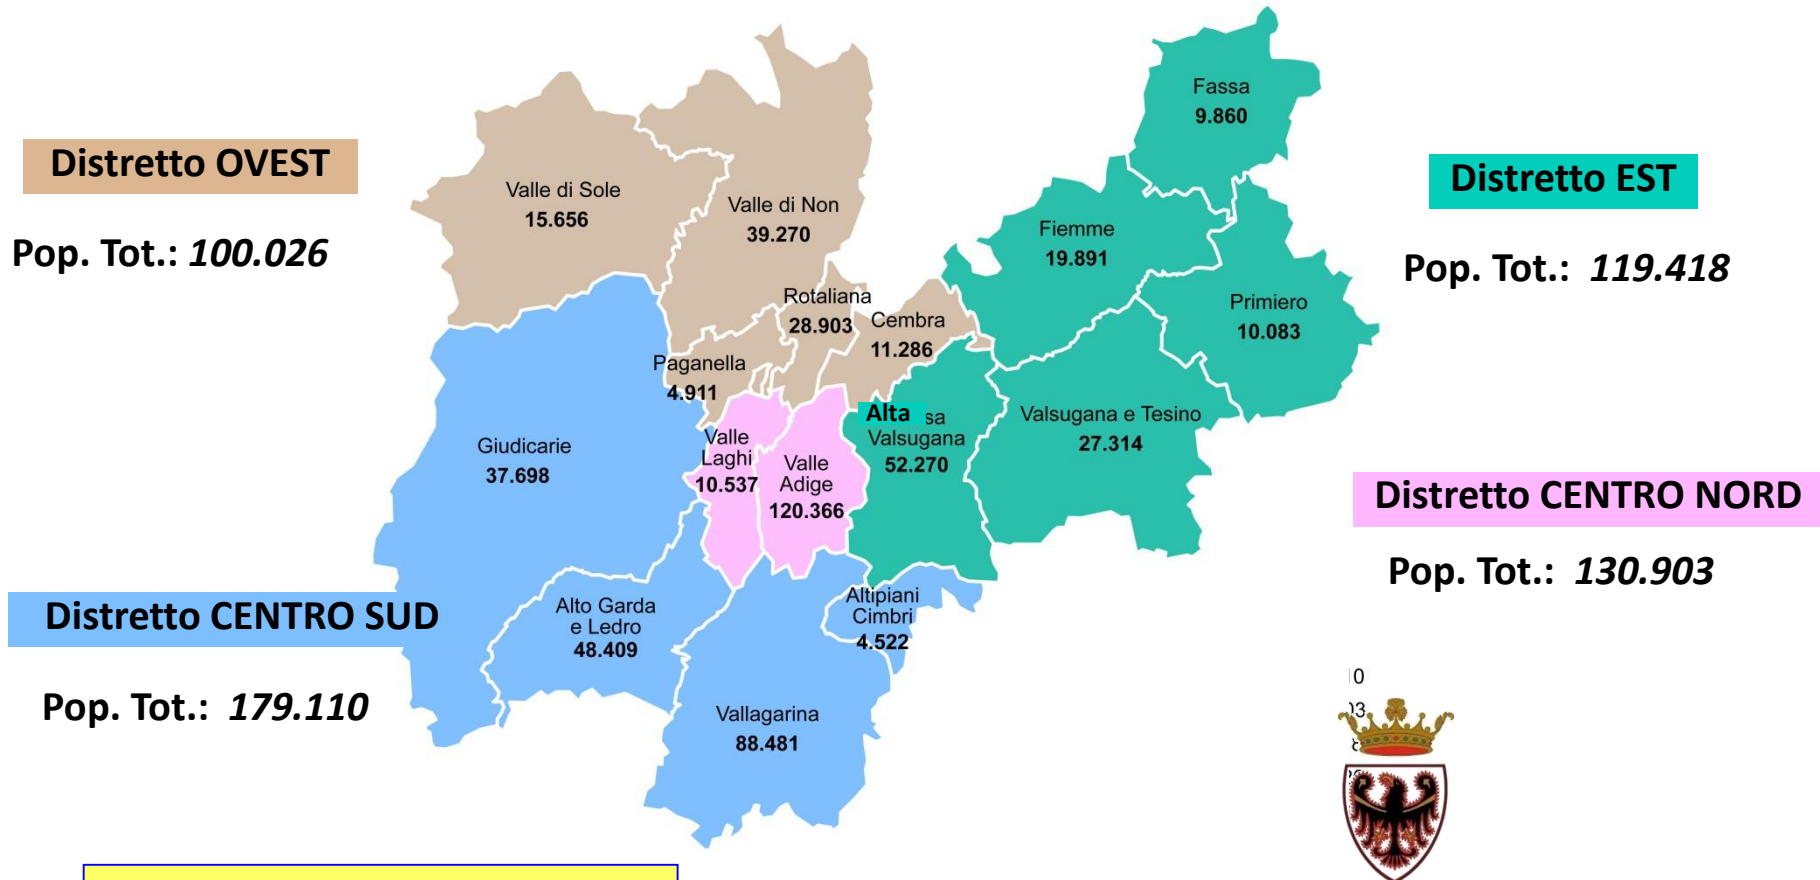 Fassa
9.860
Distretto OVEST
Distretto EST
Valle di Sole
15.656
Valle di Non
39.270
Fiemme
19.891
Pop. Tot.: 100.026
Pop. Tot.: 119.418
Rotaliana
28.903
Cembra
11.286
Primiero
10.083
Paganella
4.911
Alta sa
Valsugana
52.270
Valsugana e Tesino
27.314
Giudicarie
37.698
Valle
Laghi
10.537
Valle
Adige
120.366
Distretto CENTRO NORD
Pop. Tot.: 130.903
Distretto CENTRO SUD
Alto Garda
e Ledro
48.409
Altipiani
Cimbri
4.522
Pop. Tot.: 179.110
Vallagarina
88.481